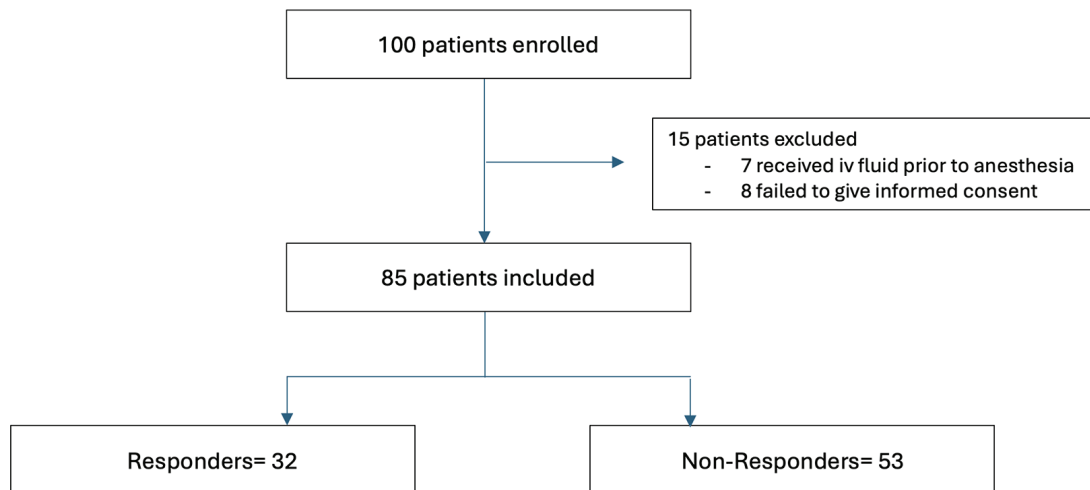 100 patients enrolled
15 patients excluded
- 7 received iv fluid prior to anesthesia
- 8 failed to give informed consent
85 patients included
Responders= 32
Non-Responders= 53